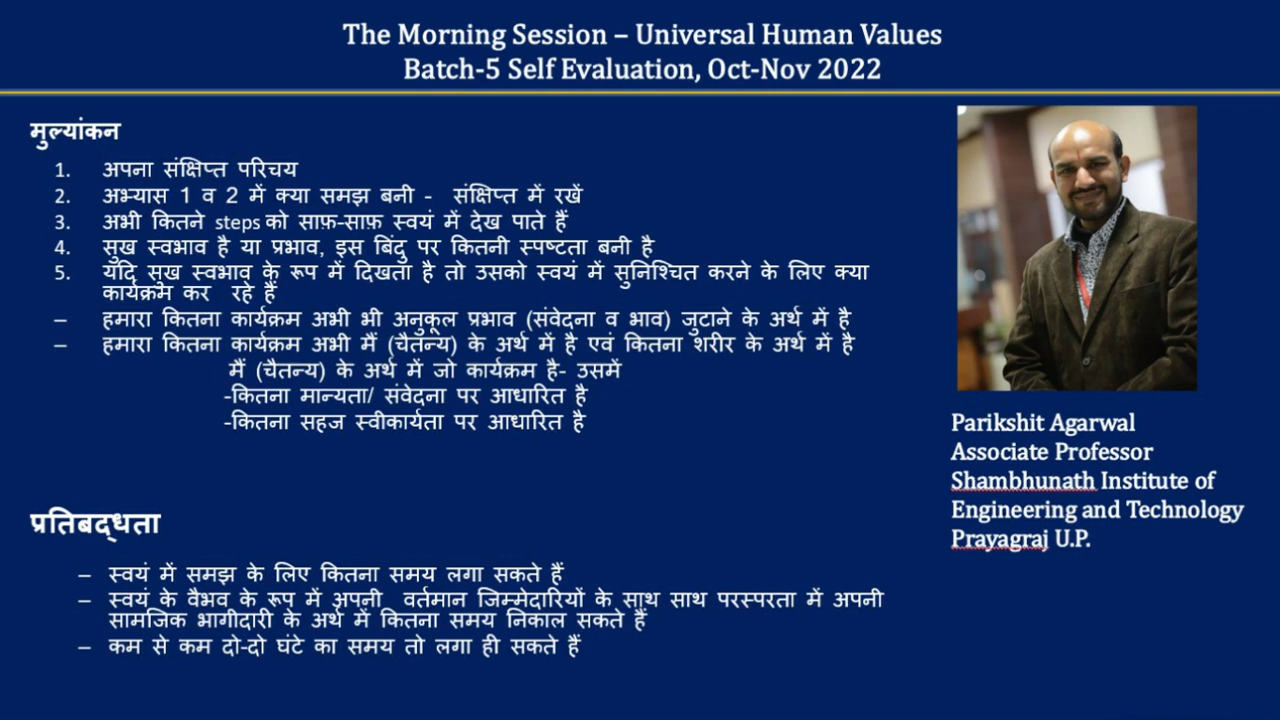 The Morning Session – Universal Human Values
Batch-5 Self Evaluation, Oct-Nov 2022
मुल्यांकन
1. अपना संक्षिप्त परिचय
2. अभ्यास 1 व 2 में क्या समझ बनी - संक्षिप्त में रखें
3. अभी कितने steps को साफ़-साफ़ स्वयं में देख पाते हैं
4. सुख स्वभाव है या प्रभाव, इस बिंदु पर कितनी स्पष्टता बनी है
5. यदि सुख स्वभाव के रूप में दिखता है तो उसको स्वयं में सुनिश्चित करने के लिए क्या
कार्यक्रम कर रहे हैं
– हमारा कितना कार्यक्रम अभी भी अनुकूल प्रभाव (संवेदना व भाव) जुटाने के अर्थ में है
– हमारा कितना कार्यक्रम अभी मैं (चैतन्य) के अर्थ में है एवं कितना शरीर के अर्थ में है
मैं (चैतन्य) के अर्थ में जो कार्यक्रम है- उसमें
-कितना मान्यता/ संवेदना पर आधारित है
-कितना सहज स्वीकार्यता पर आधारित है
प्रतिबद्धता
– स्वयं में समझ के लिए कितना समय लगा सकते हैं
– स्वयं के वैभव के रूप में अपनी वर्तमान जिम्मेदारियों के साथ साथ परस्परता में अपनी
सामजिक भागीदारी के अर्थ में कितना समय निकाल सकते हैं
– कम से कम दो-दो घंटे का समय तो लगा ही सकते हैं
Parikshit Agarwal
Associate Professor
Shambhunath Institute of
Engineering and Technology
Prayagraj U.P.